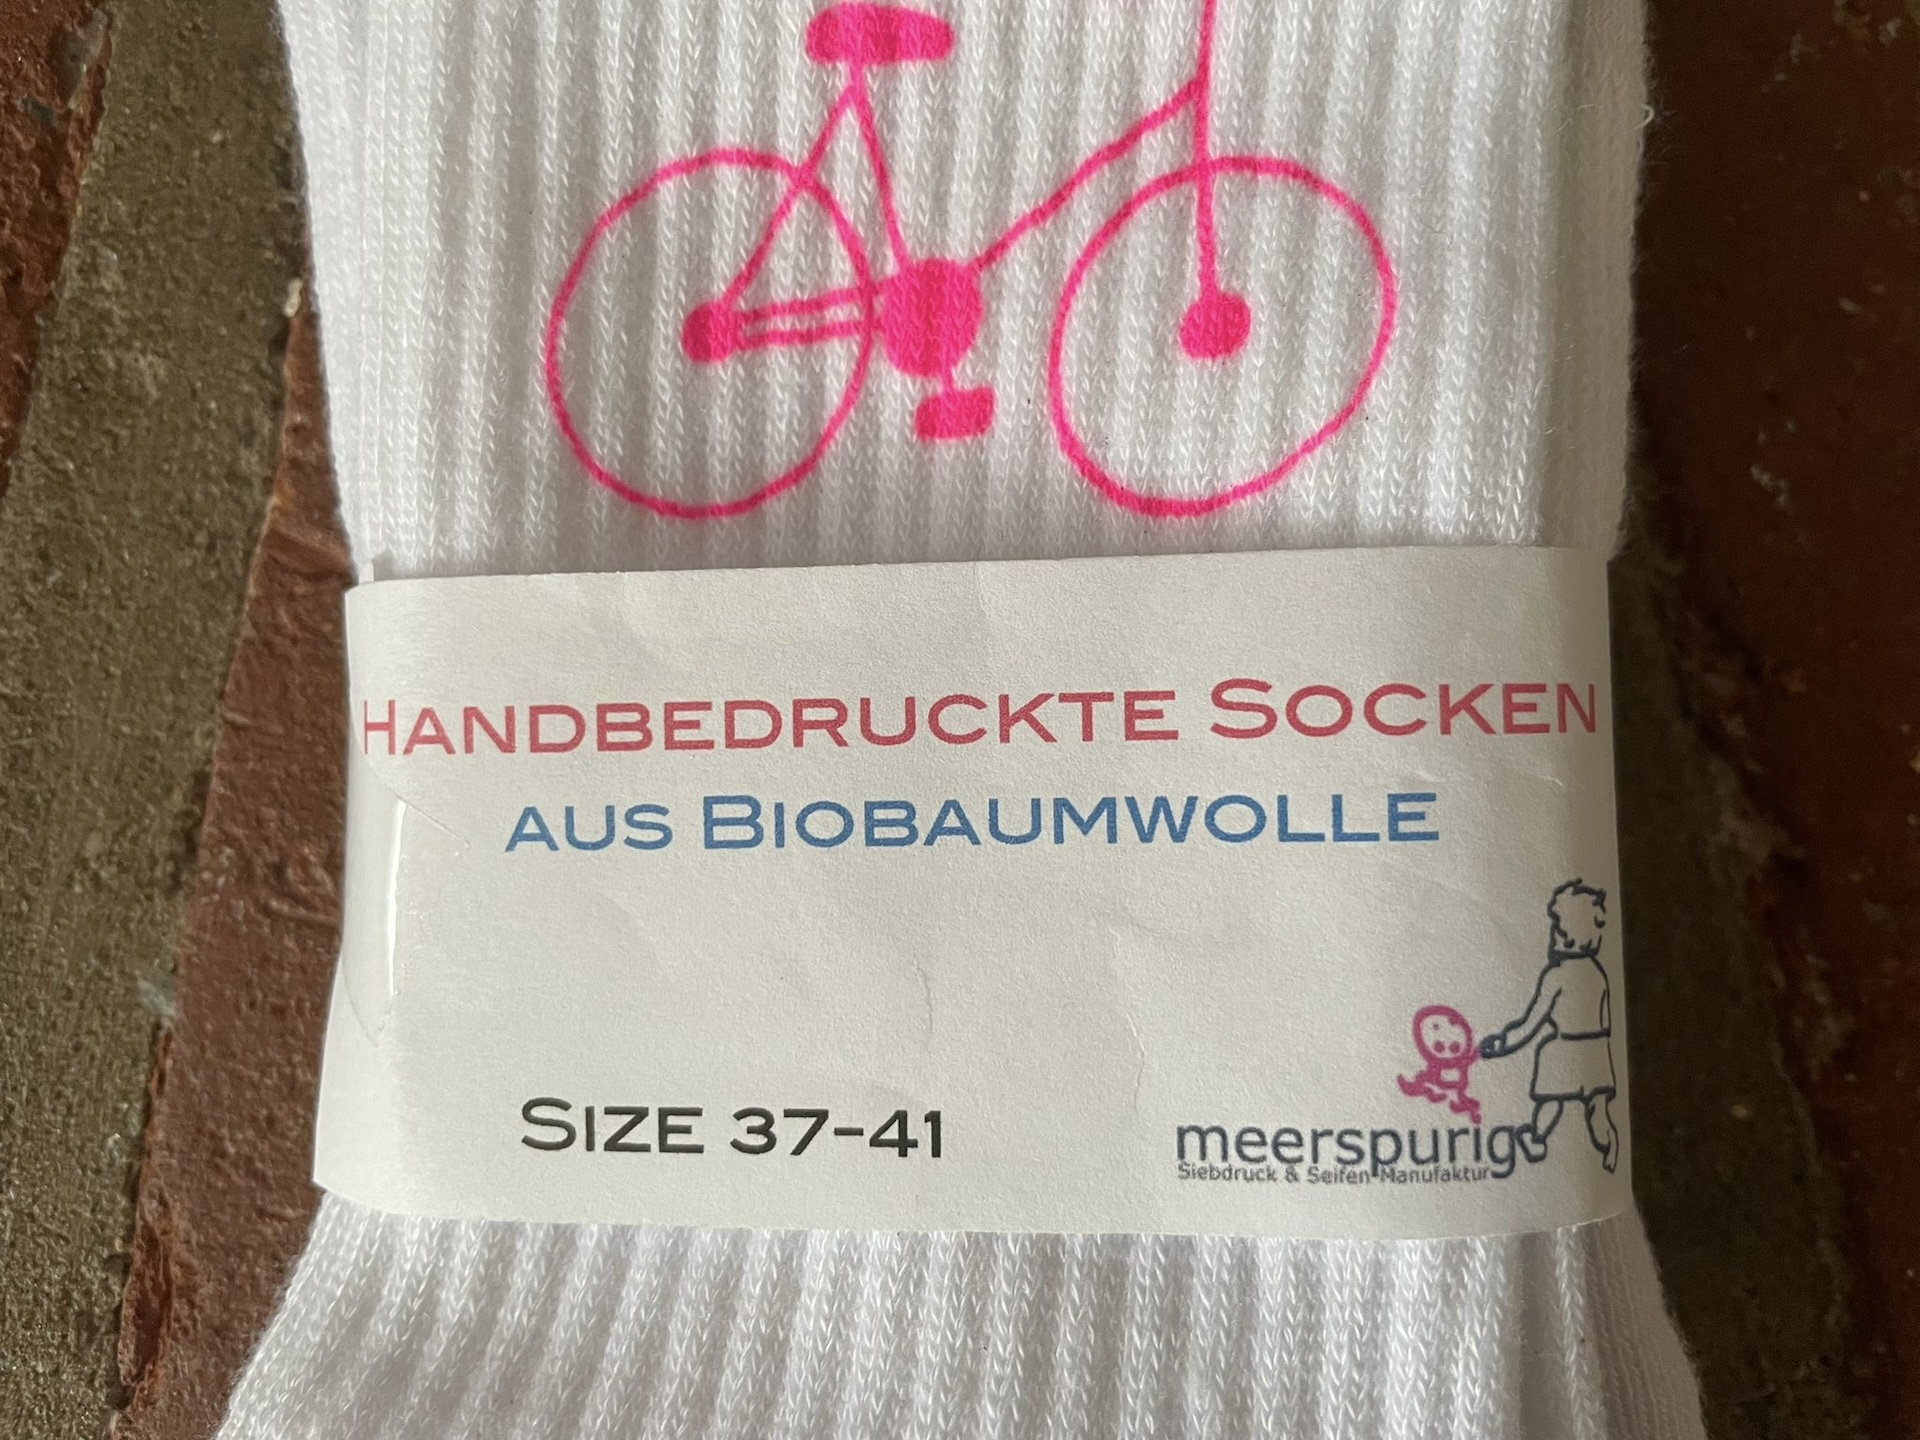 HANDBEDRUCKTE SOCKEN
AUS BIOBAUMWOLLE
SIZE 37-41
meerspurig
Siebdruck & Seifen-Manufaktur